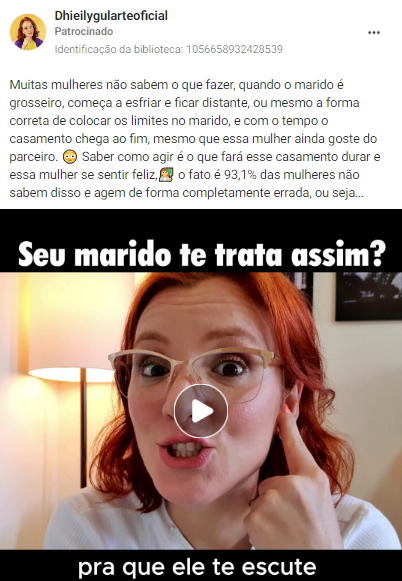 Dhieilygularteoficial
Patrocinado
Identificação da biblioteca: 1056658932428539
Muitas mulheres não sabem o que fazer, quando o marido é
grosseiro, começa a esfriar e ficar distante, ou mesmo a forma
correta de colocar os limites no marido, e com o tempo o
casamento chega ao fim, mesmo que essa mulher ainda goste do
parceiro. 😳 Saber como agir é o que fará esse casamento durar e
essa mulher se sentir feliz,👩‍🏫 o fato é 93,1% das mulheres não
sabem disso e agem de forma completamente errada, ou seja…
Seu marido te trata assim?
pra que ele te escute